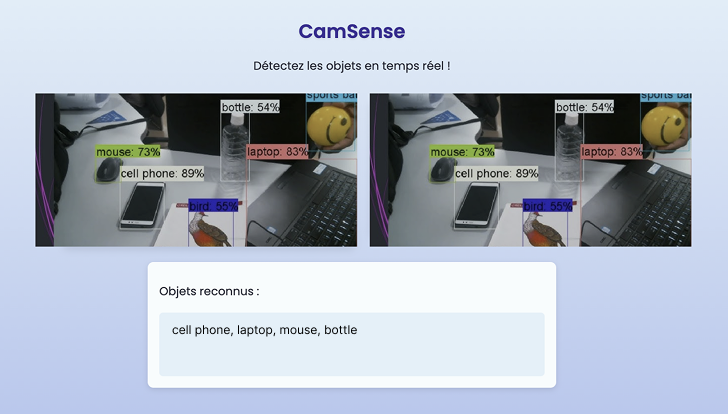 CamSense
Détectez les objets en temps réel !
sports bal
bottle: 54%
mouse: 73%
laptop: 83%
cell phone: 89%
bird: 55%
sports bal
bottle: 54%
mouse: 73%
laptop: 83%
cell phone: 89%
bird: 55%
Objets reconnus :
cell phone, laptop, mouse, bottle